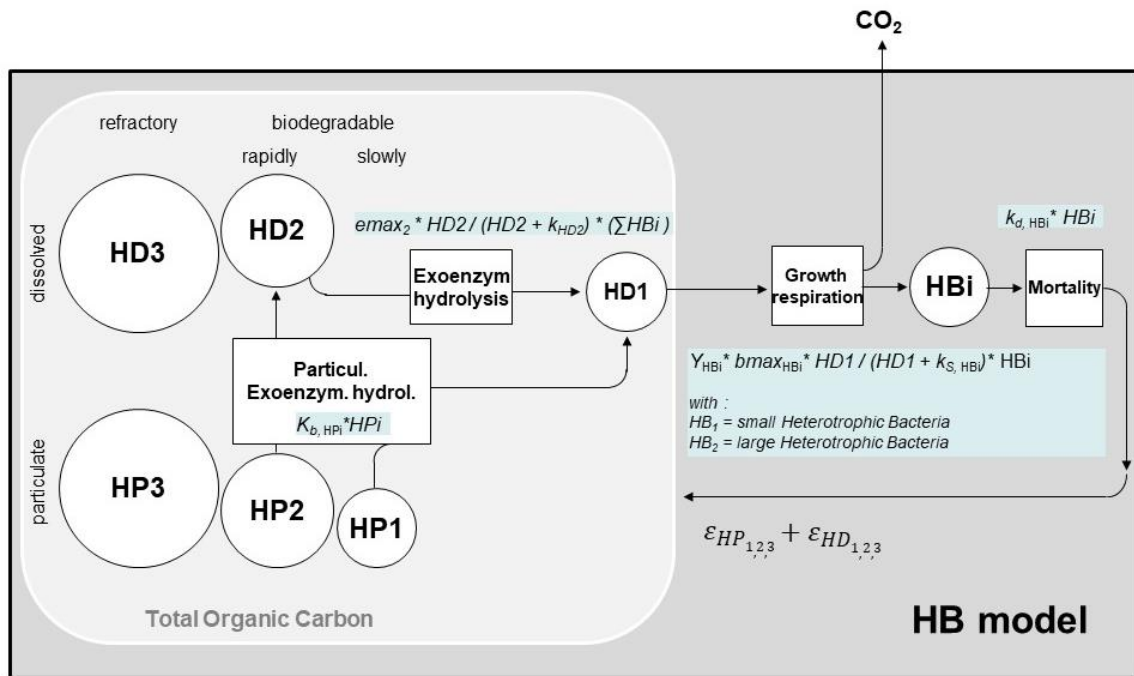 CO₂
refractory
biodegradable
rapidly
slowly
dissolved
HD3
HD2
emax₂ * HD2 / (HD2 + k_HD2) * (∑HBi )
Exoenzym
hydrolysis
HD1
Growth
respiration
HBi
k_d, HBi * HBi
Mortality
Particul.
Exoenzym. hydrol.
K_b, HPi*HPi
Y_HBi* bmax_HBi* HD1 / (HD1 + k_S, HBi)* HBi
with :
HB₁ = small Heterotrophic Bacteria
HB₂ = large Heterotrophic Bacteria
particulate
HP3
HP2
HP1
ε_HP_1,2,3 + ε_HD_1,2,3
Total Organic Carbon
HB model